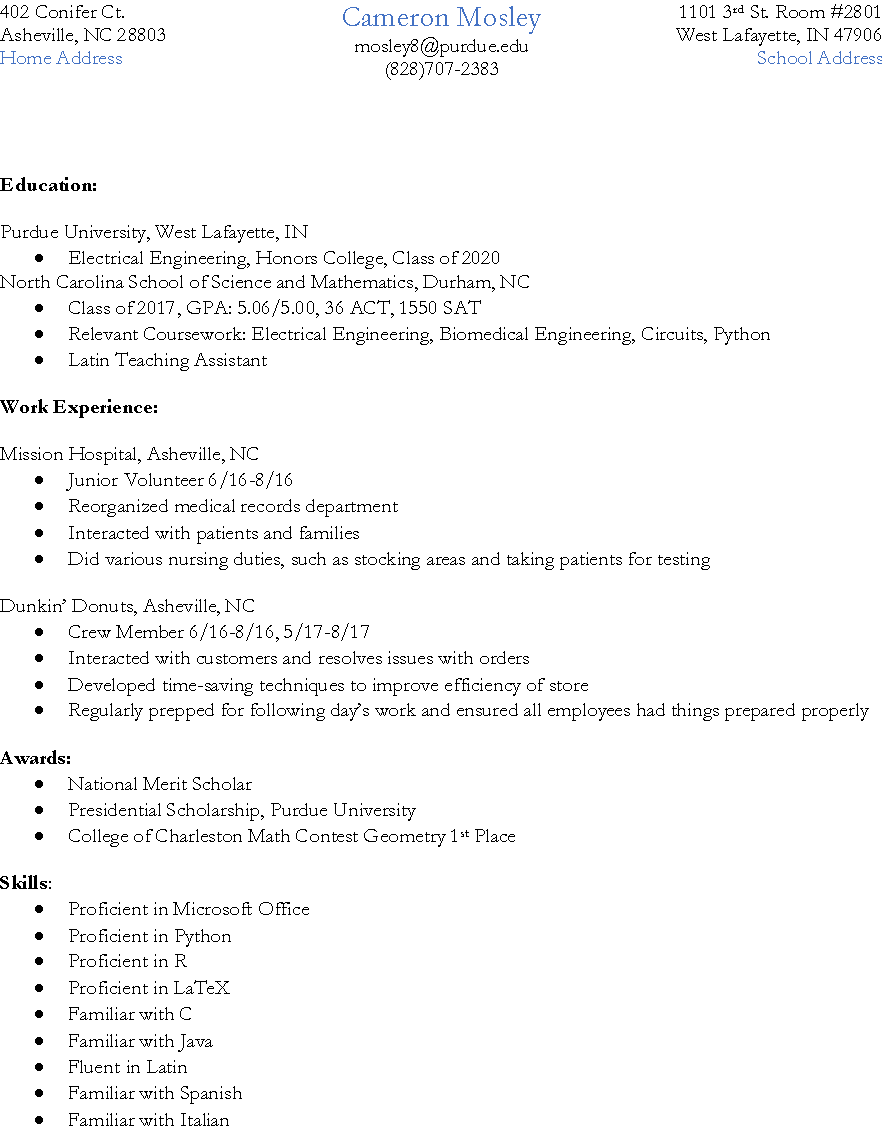 402 Conifer Ct.
Asheville, NC 28803
Home Address
Cameron Mosley
mosley8@purdue.edu
(828)707-2383
1101 3rd St. Room #2801
West Lafayette, IN 47906
School Address
Education:
Purdue University, West Lafayette, IN
• Electrical Engineering, Honors College, Class of 2020
North Carolina School of Science and Mathematics, Durham, NC
• Class of 2017, GPA: 5.06/5.00, 36 ACT, 1550 SAT
• Relevant Coursework: Electrical Engineering, Biomedical Engineering, Circuits, Python
• Latin Teaching Assistant
Work Experience:
Mission Hospital, Asheville, NC
• Junior Volunteer 6/16-8/16
• Reorganized medical records department
• Interacted with patients and families
• Did various nursing duties, such as stocking areas and taking patients for testing
Dunkin’ Donuts, Asheville, NC
• Crew Member 6/16-8/16, 5/17-8/17
• Interacted with customers and resolves issues with orders
• Developed time-saving techniques to improve efficiency of store
• Regularly prepped for following day’s work and ensured all employees had things prepared properly
Awards:
• National Merit Scholar
• Presidential Scholarship, Purdue University
• College of Charleston Math Contest Geometry 1st Place
Skills:
• Proficient in Microsoft Office
• Proficient in Python
• Proficient in R
• Proficient in LaTeX
• Familiar with C
• Familiar with Java
• Fluent in Latin
• Familiar with Spanish
• Familiar with Italian